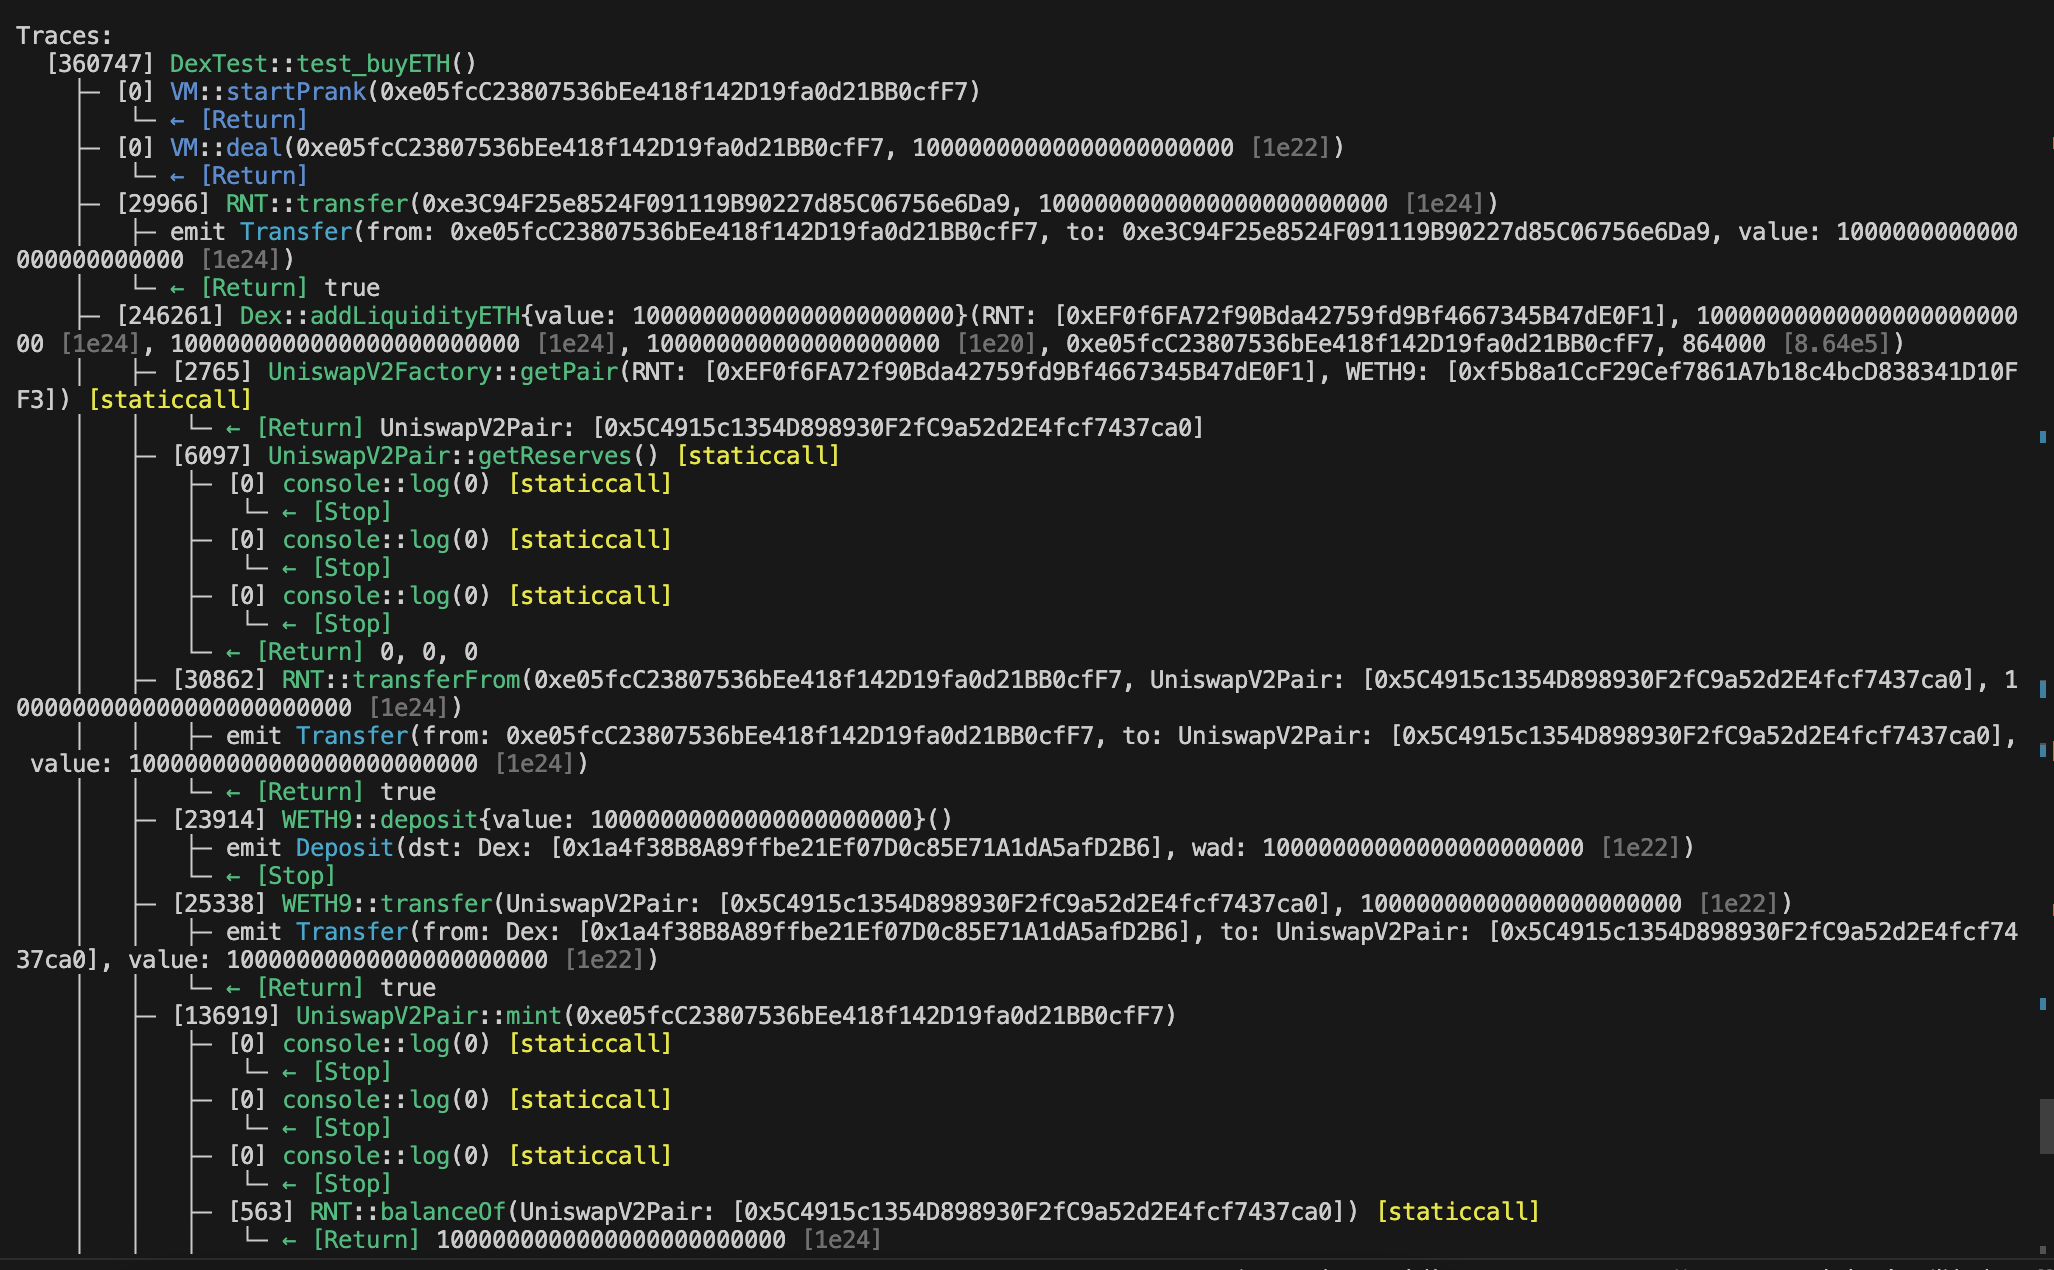 Traces:
[360747] DexTest::test_buyETH()
├─ [0] VM::startPrank(0xe05fcC23807536bEe418f142D19fa0d21BB0cfF7)
│ └─ ← [Return]
├─ [0] VM::deal(0xe05fcC23807536bEe418f142D19fa0d21BB0cfF7, 10000000000000000000000 [1e22])
│ └─ ← [Return]
├─ [29966] RNT::transfer(0xe3C94F25e8524F091119B90227d85C06756e6Da9, 1000000000000000000000000 [1e24])
│ ├─ emit Transfer(from: 0xe05fcC23807536bEe418f142D19fa0d21BB0cfF7, to: 0xe3C94F25e8524F091119B90227d85C06756e6Da9, value: 1000000000000
000000000000 [1e24])
│ └─ ← [Return] true
├─ [246261] Dex::addLiquidityETH{value: 10000000000000000000000}(RNT: [0xEF0f6FA72f90Bda42759fd9Bf4667345B47dE0F1], 10000000000000000000000
00 [1e24], 1000000000000000000000000 [1e24], 100000000000000000000 [1e20], 0xe05fcC23807536bEe418f142D19fa0d21BB0cfF7, 864000 [8.64e5])
│ ├─ [2765] UniswapV2Factory::getPair(RNT: [0xEF0f6FA72f90Bda42759fd9Bf4667345B47dE0F1], WETH9: [0xf5b8a1CcF29Cef7861A7b18c4bcD838341D10F
F3]) [staticcall]
│ │ └─ ← [Return] UniswapV2Pair: [0x5C4915c1354D898930F2fC9a52d2E4fcf7437ca0]
│ ├─ [6097] UniswapV2Pair::getReserves() [staticcall]
│ │ ├─ [0] console::log(0) [staticcall]
│ │ │ └─ ← [Stop]
│ │ ├─ [0] console::log(0) [staticcall]
│ │ │ └─ ← [Stop]
│ │ ├─ [0] console::log(0) [staticcall]
│ │ │ └─ ← [Stop]
│ │ └─ ← [Return] 0, 0, 0
│ ├─ [30862] RNT::transferFrom(0xe05fcC23807536bEe418f142D19fa0d21BB0cfF7, UniswapV2Pair: [0x5C4915c1354D898930F2fC9a52d2E4fcf7437ca0], 1
000000000000000000000000 [1e24])
│ │ ├─ emit Transfer(from: 0xe05fcC23807536bEe418f142D19fa0d21BB0cfF7, to: UniswapV2Pair: [0x5C4915c1354D898930F2fC9a52d2E4fcf7437ca0],
value: 1000000000000000000000000 [1e24])
│ │ └─ ← [Return] true
│ ├─ [23914] WETH9::deposit{value: 10000000000000000000000}()
│ │ ├─ emit Deposit(dst: Dex: [0x1a4f38B8A89ffbe21Ef07D0c85E71A1dA5afD2B6], wad: 10000000000000000000000 [1e22])
│ │ └─ ← [Stop]
│ ├─ [25338] WETH9::transfer(UniswapV2Pair: [0x5C4915c1354D898930F2fC9a52d2E4fcf7437ca0], 10000000000000000000000 [1e22])
│ │ ├─ emit Transfer(from: Dex: [0x1a4f38B8A89ffbe21Ef07D0c85E71A1dA5afD2B6], to: UniswapV2Pair: [0x5C4915c1354D898930F2fC9a52d2E4fcf74
37ca0], value: 10000000000000000000000 [1e22])
│ │ └─ ← [Return] true
│ ├─ [136919] UniswapV2Pair::mint(0xe05fcC23807536bEe418f142D19fa0d21BB0cfF7)
│ │ ├─ [0] console::log(0) [staticcall]
│ │ │ └─ ← [Stop]
│ │ ├─ [0] console::log(0) [staticcall]
│ │ │ └─ ← [Stop]
│ │ ├─ [0] console::log(0) [staticcall]
│ │ │ └─ ← [Stop]
│ │ ├─ [563] RNT::balanceOf(UniswapV2Pair: [0x5C4915c1354D898930F2fC9a52d2E4fcf7437ca0]) [staticcall]
│ │ │ └─ ← [Return] 1000000000000000000000000 [1e24]